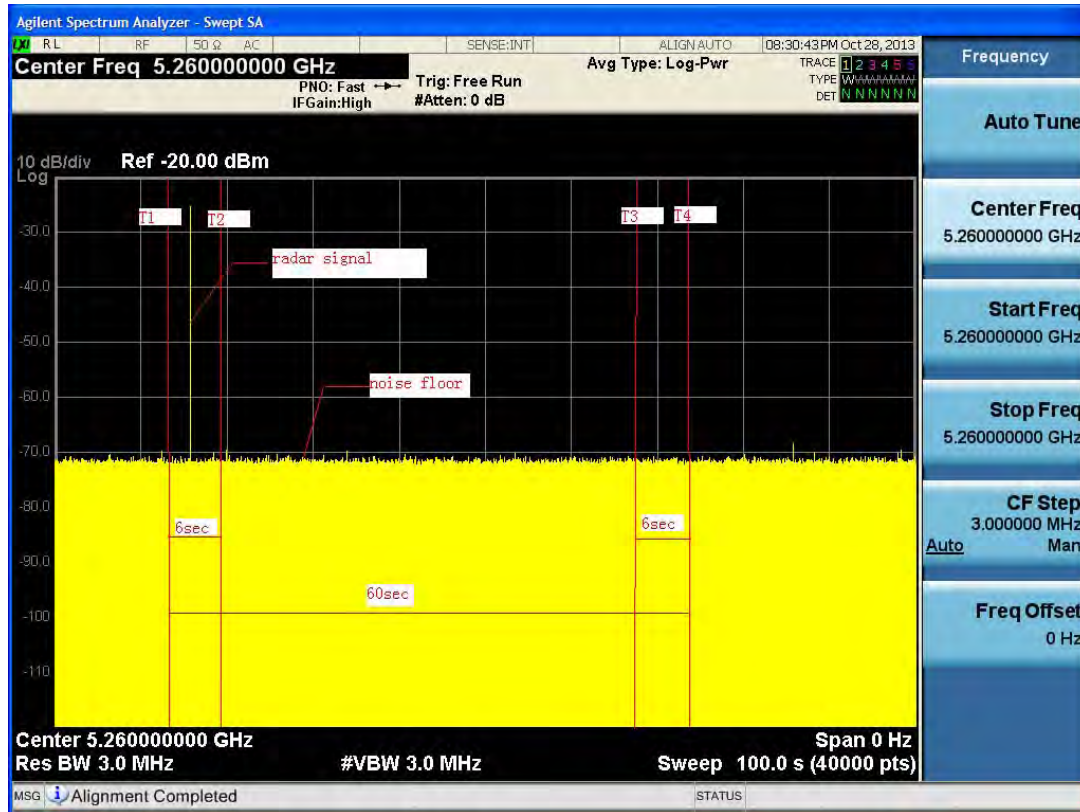 Agilent Spectrum Analyzer - Swept SA
LXI RL RF 50 Ω AC SENSE:INT ALIGN AUTO 08:30:43 PM Oct 28, 2013
Center Freq 5.260000000 GHz
PNO: Fast
IFGain:High
Trig: Free Run
#Atten: 0 dB
Avg Type: Log-Pwr
TRACE 1 2 3 4 5 6
TYPE
DET N N N N N N
10 dB/div Ref -20.00 dBm
Log
T1 T2 T3 T4
-30.0
radar signal
-40.0
-50.0
noise floor
-60.0
-70.0
-80.0
6sec 6sec
-90.0
60sec
-100
-110
Center 5.260000000 GHz Span 0 Hz
Res BW 3.0 MHz #VBW 3.0 MHz Sweep 100.0 s (40000 pts)
MSG Alignment Completed STATUS
Frequency
Auto Tune
Center Freq
5.260000000 GHz
Start Freq
5.260000000 GHz
Stop Freq
5.260000000 GHz
CF Step
3.000000 MHz
Auto Man
Freq Offset
0 Hz